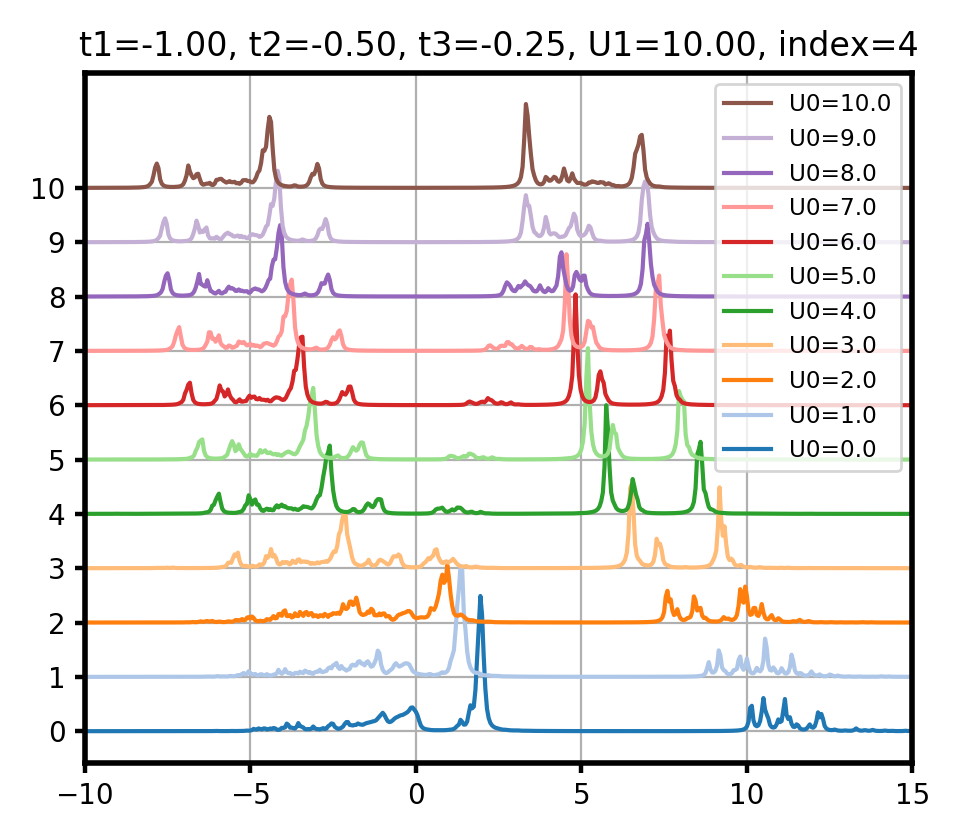 t1=-1.00, t2=-0.50, t3=-0.25, U1=10.00, index=4
U0=10.0
U0=9.0
U0=8.0
U0=7.0
U0=6.0
U0=5.0
U0=4.0
U0=3.0
U0=2.0
U0=1.0
U0=0.0
10
9
8
7
6
5
4
3
2
1
0
−10
−5
0
5
10
15